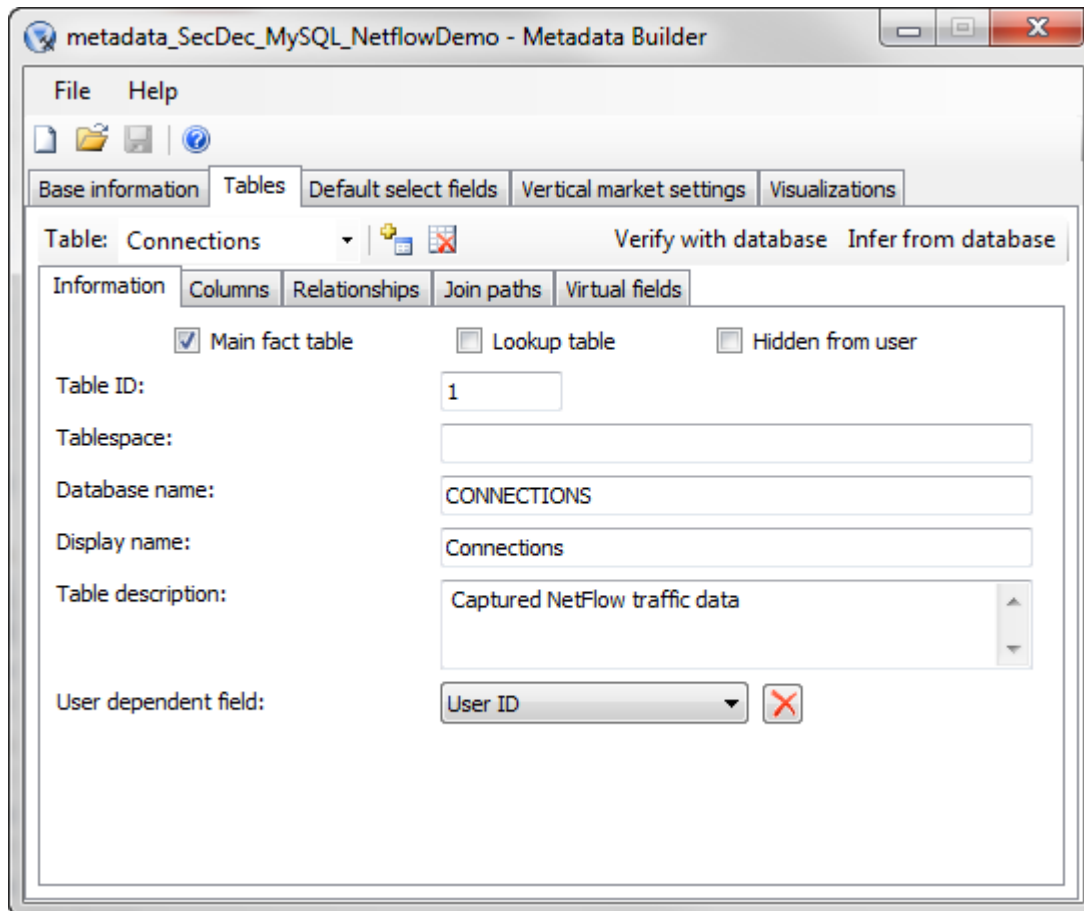 metadata_SecDec_MySQL_NetflowDemo - Metadata Builder
File Help
Base information Tables Default select fields Vertical market settings Visualizations
Table: Connections Verify with database Infer from database
Information Columns Relationships Join paths Virtual fields
Main fact table Lookup table Hidden from user
Table ID: 1
Tablespace:
Database name: CONNECTIONS
Display name: Connections
Table description: Captured NetFlow traffic data
User dependent field: User ID